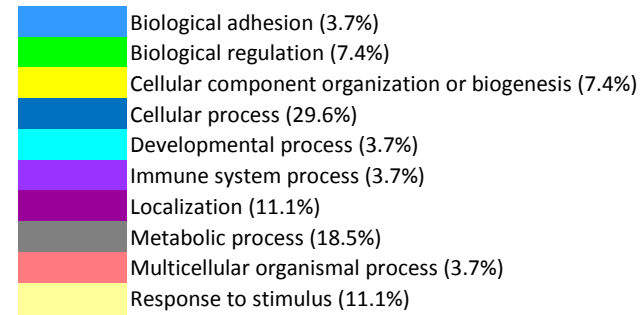 Biological adhesion (3.7%)
Biological regulation (7.4%)
Cellular component organization or biogenesis (7.4%)
Cellular process (29.6%)
Developmental process (3.7%)
Immune system process (3.7%)
Localization (11.1%)
Metabolic process (18.5%)
Multicellular organismal process (3.7%)
Response to stimulus (11.1%)